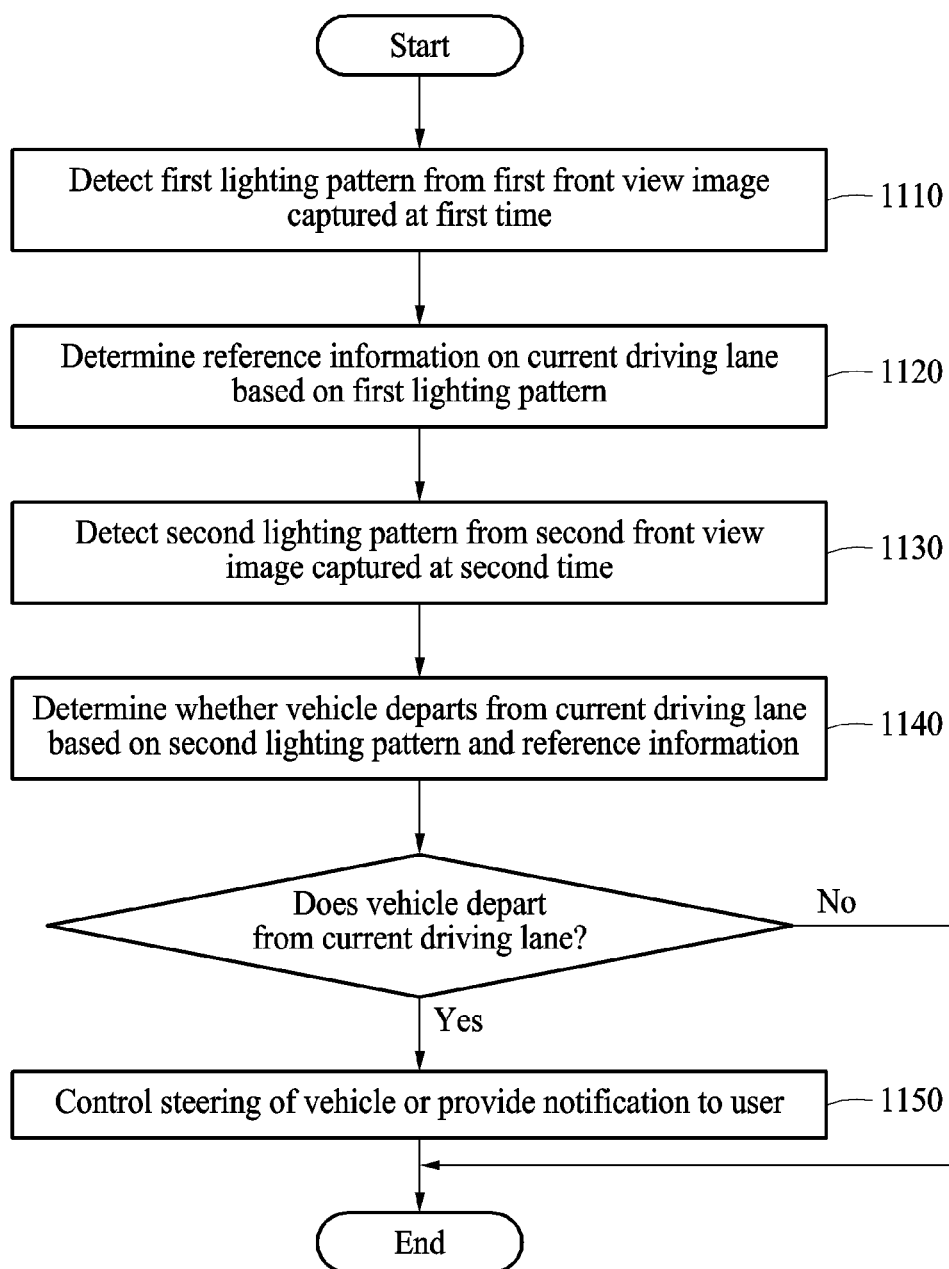 Start
Detect first lighting pattern from first front view image
captured at first time
1110
Determine reference information on current driving lane
based on first lighting pattern
1120
Detect second lighting pattern from second front view
image captured at second time
1130
Determine whether vehicle departs from current driving lane
based on second lighting pattern and reference information
1140
Does vehicle depart
from current driving lane?
No
Yes
Control steering of vehicle or provide notification to user
1150
End